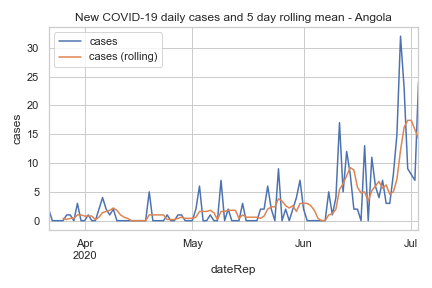 New COVID-19 daily cases and 5 day rolling mean - Angola
cases
cases (rolling)
cases
30
25
20
15
10
5
0
Apr
2020
May
Jun
Jul
dateRep